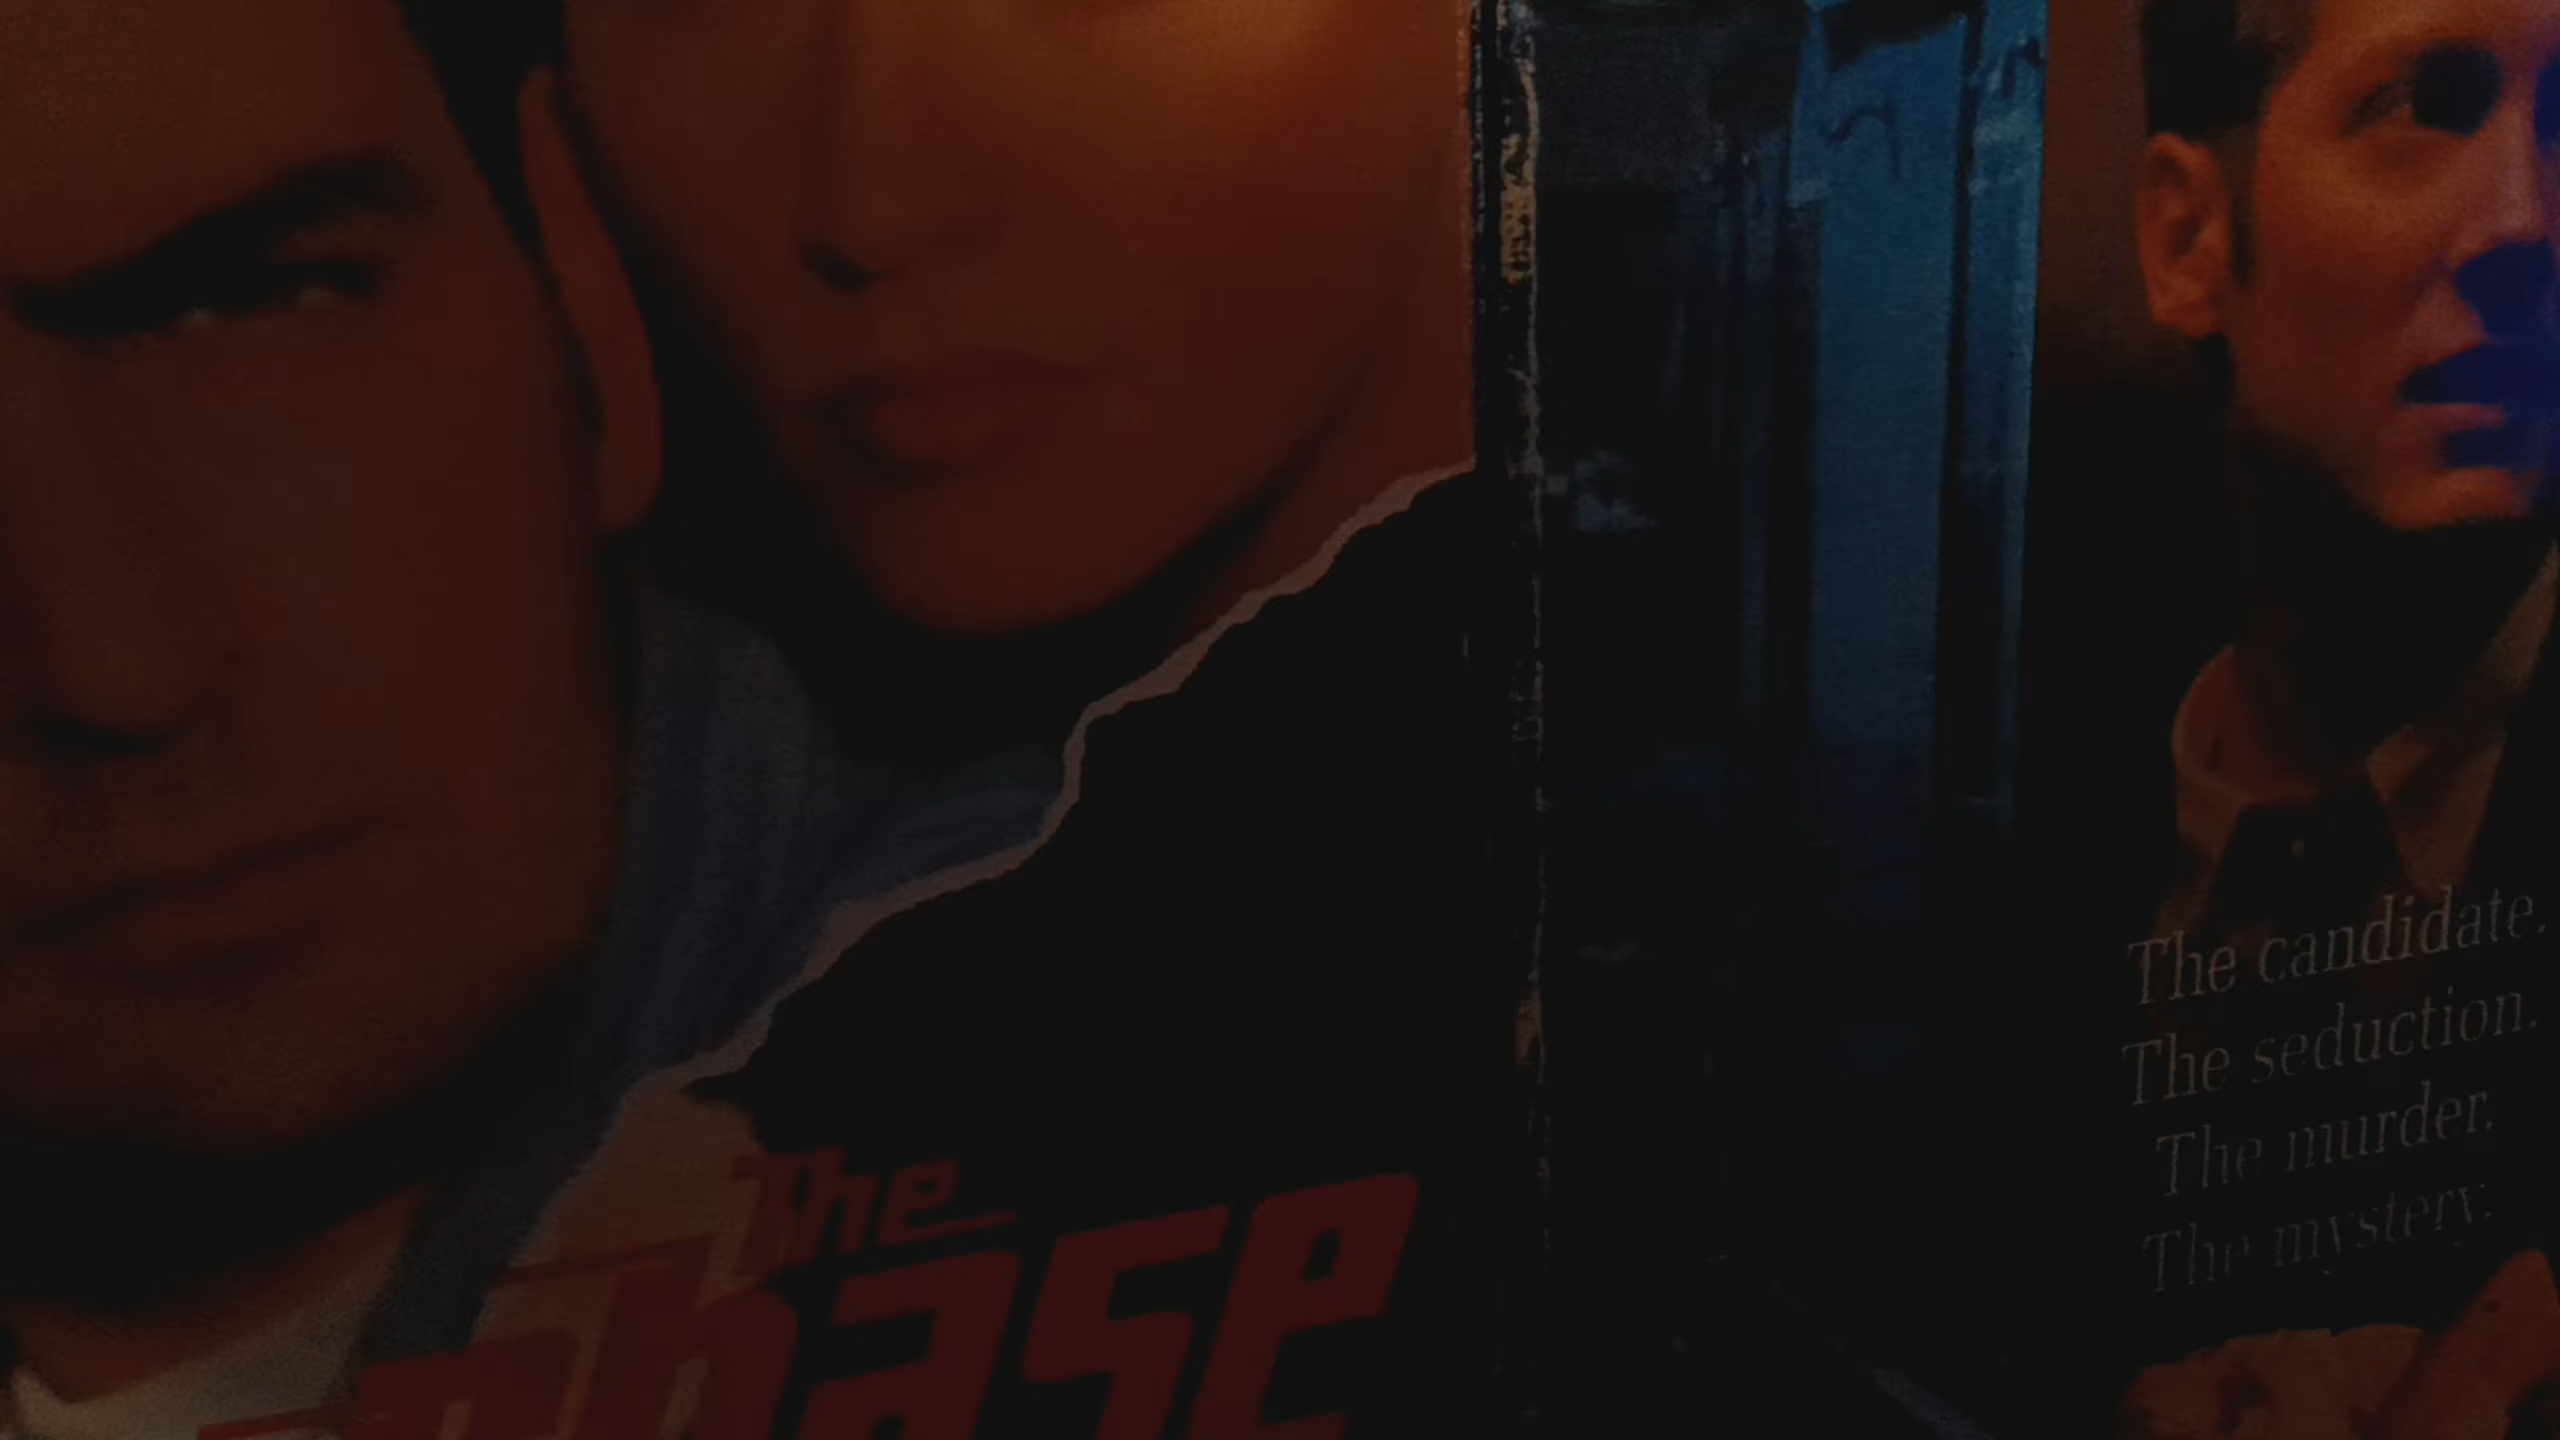 The
chase
The candidate.
The seduction.
The murder.
The mystery.